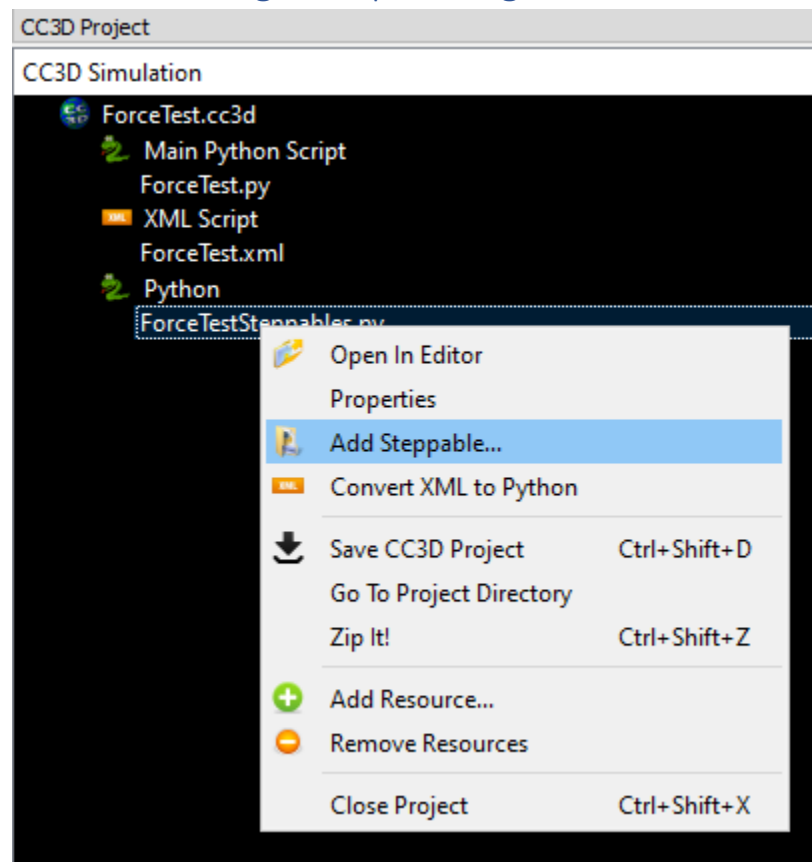 CC3D Project
CC3D Simulation
ForceTest.cc3d
Main Python Script
ForceTest.py
XML Script
ForceTest.xml
Python
ForceTestSteppables.py
Open In Editor
Properties
Add Steppable...
Convert XML to Python
Save CC3D Project Ctrl+Shift+D
Go To Project Directory
Zip It! Ctrl+Shift+Z
Add Resource...
Remove Resources
Close Project Ctrl+Shift+X